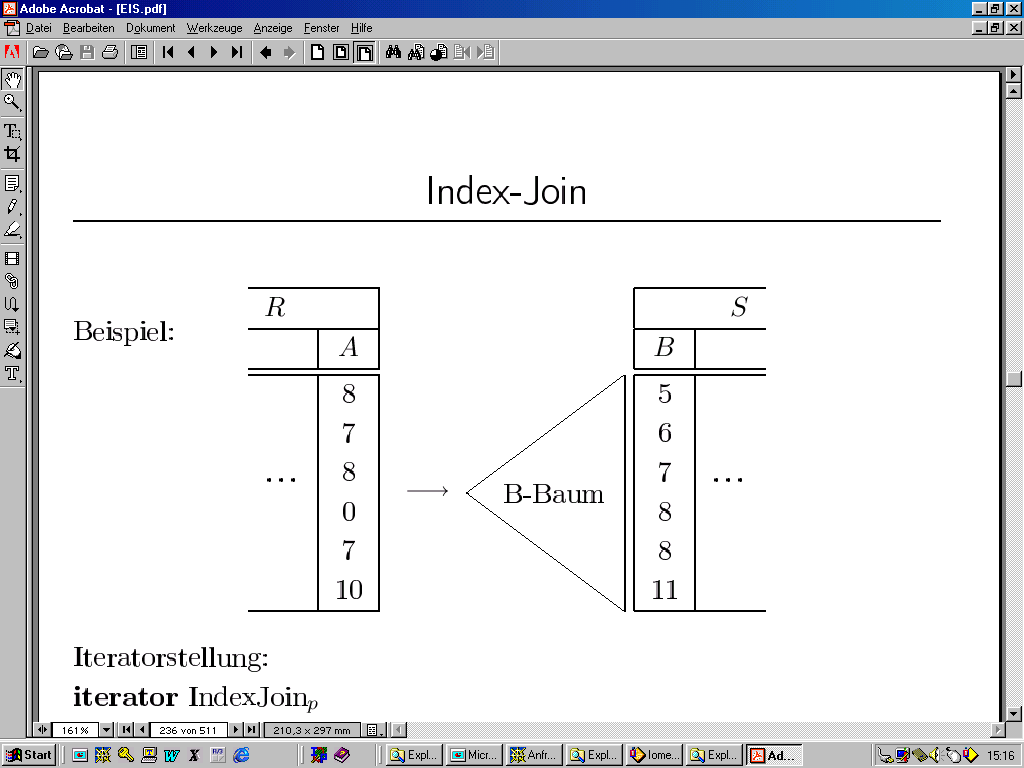 Adobe Acrobat - [EIS.pdf]
Datei Bearbeiten Dokument Werkzeuge Anzeige Fenster Hilfe
Index-Join
Beispiel:
R S
A B
8 5
7 6
... 8 7 ...
B-Baum
0 8
7 8
10 11
Iteratorstellung:
iterator IndexJoinp
161% 236 von 511 210,3 x 297 mm
Start Expl... Micr... Anfr... Expl... Iome... Expl... Ad... 15:16